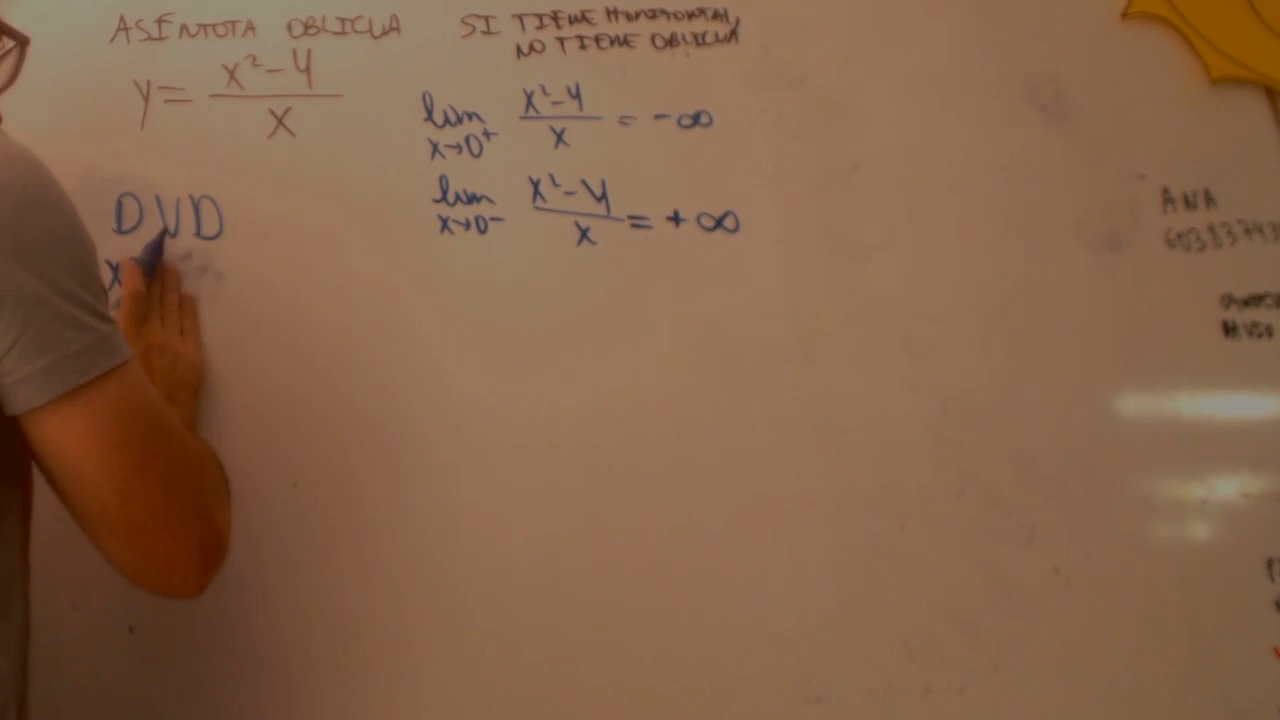 ASÍNTOTA OBLICUA
SI TIENE HORIZONTAL,
NO TIENE OBLICUA
y = x²-4 / x
lim x→0⁺ x²-4 / x = -∞
lim x→0⁻ x²-4 / x = +∞
DVD
x
ANA